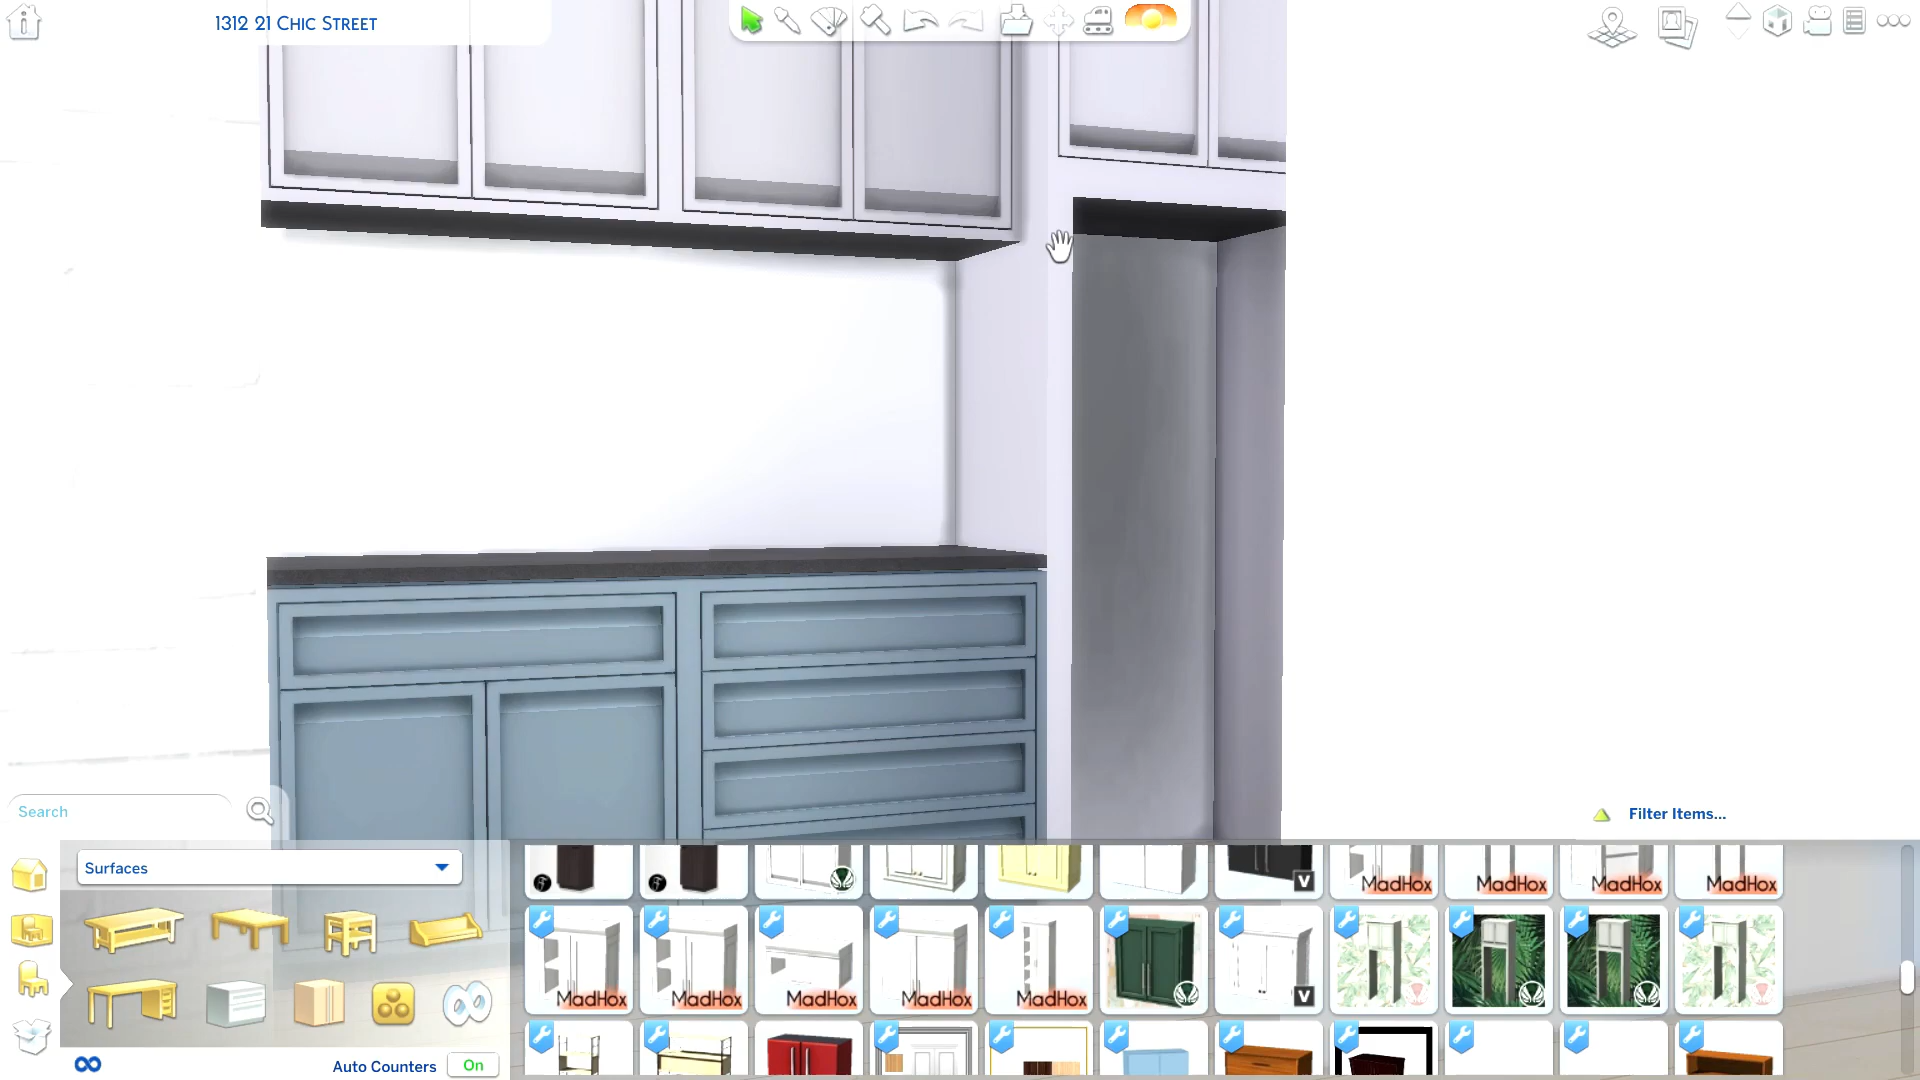 1312 21 Chic Street
Search
Filter Items...
Surfaces
V
MadHox
MadHox
MadHox
MadHox
MadHox
MadHox
MadHox
MadHox
MadHox
V
Auto Counters
On